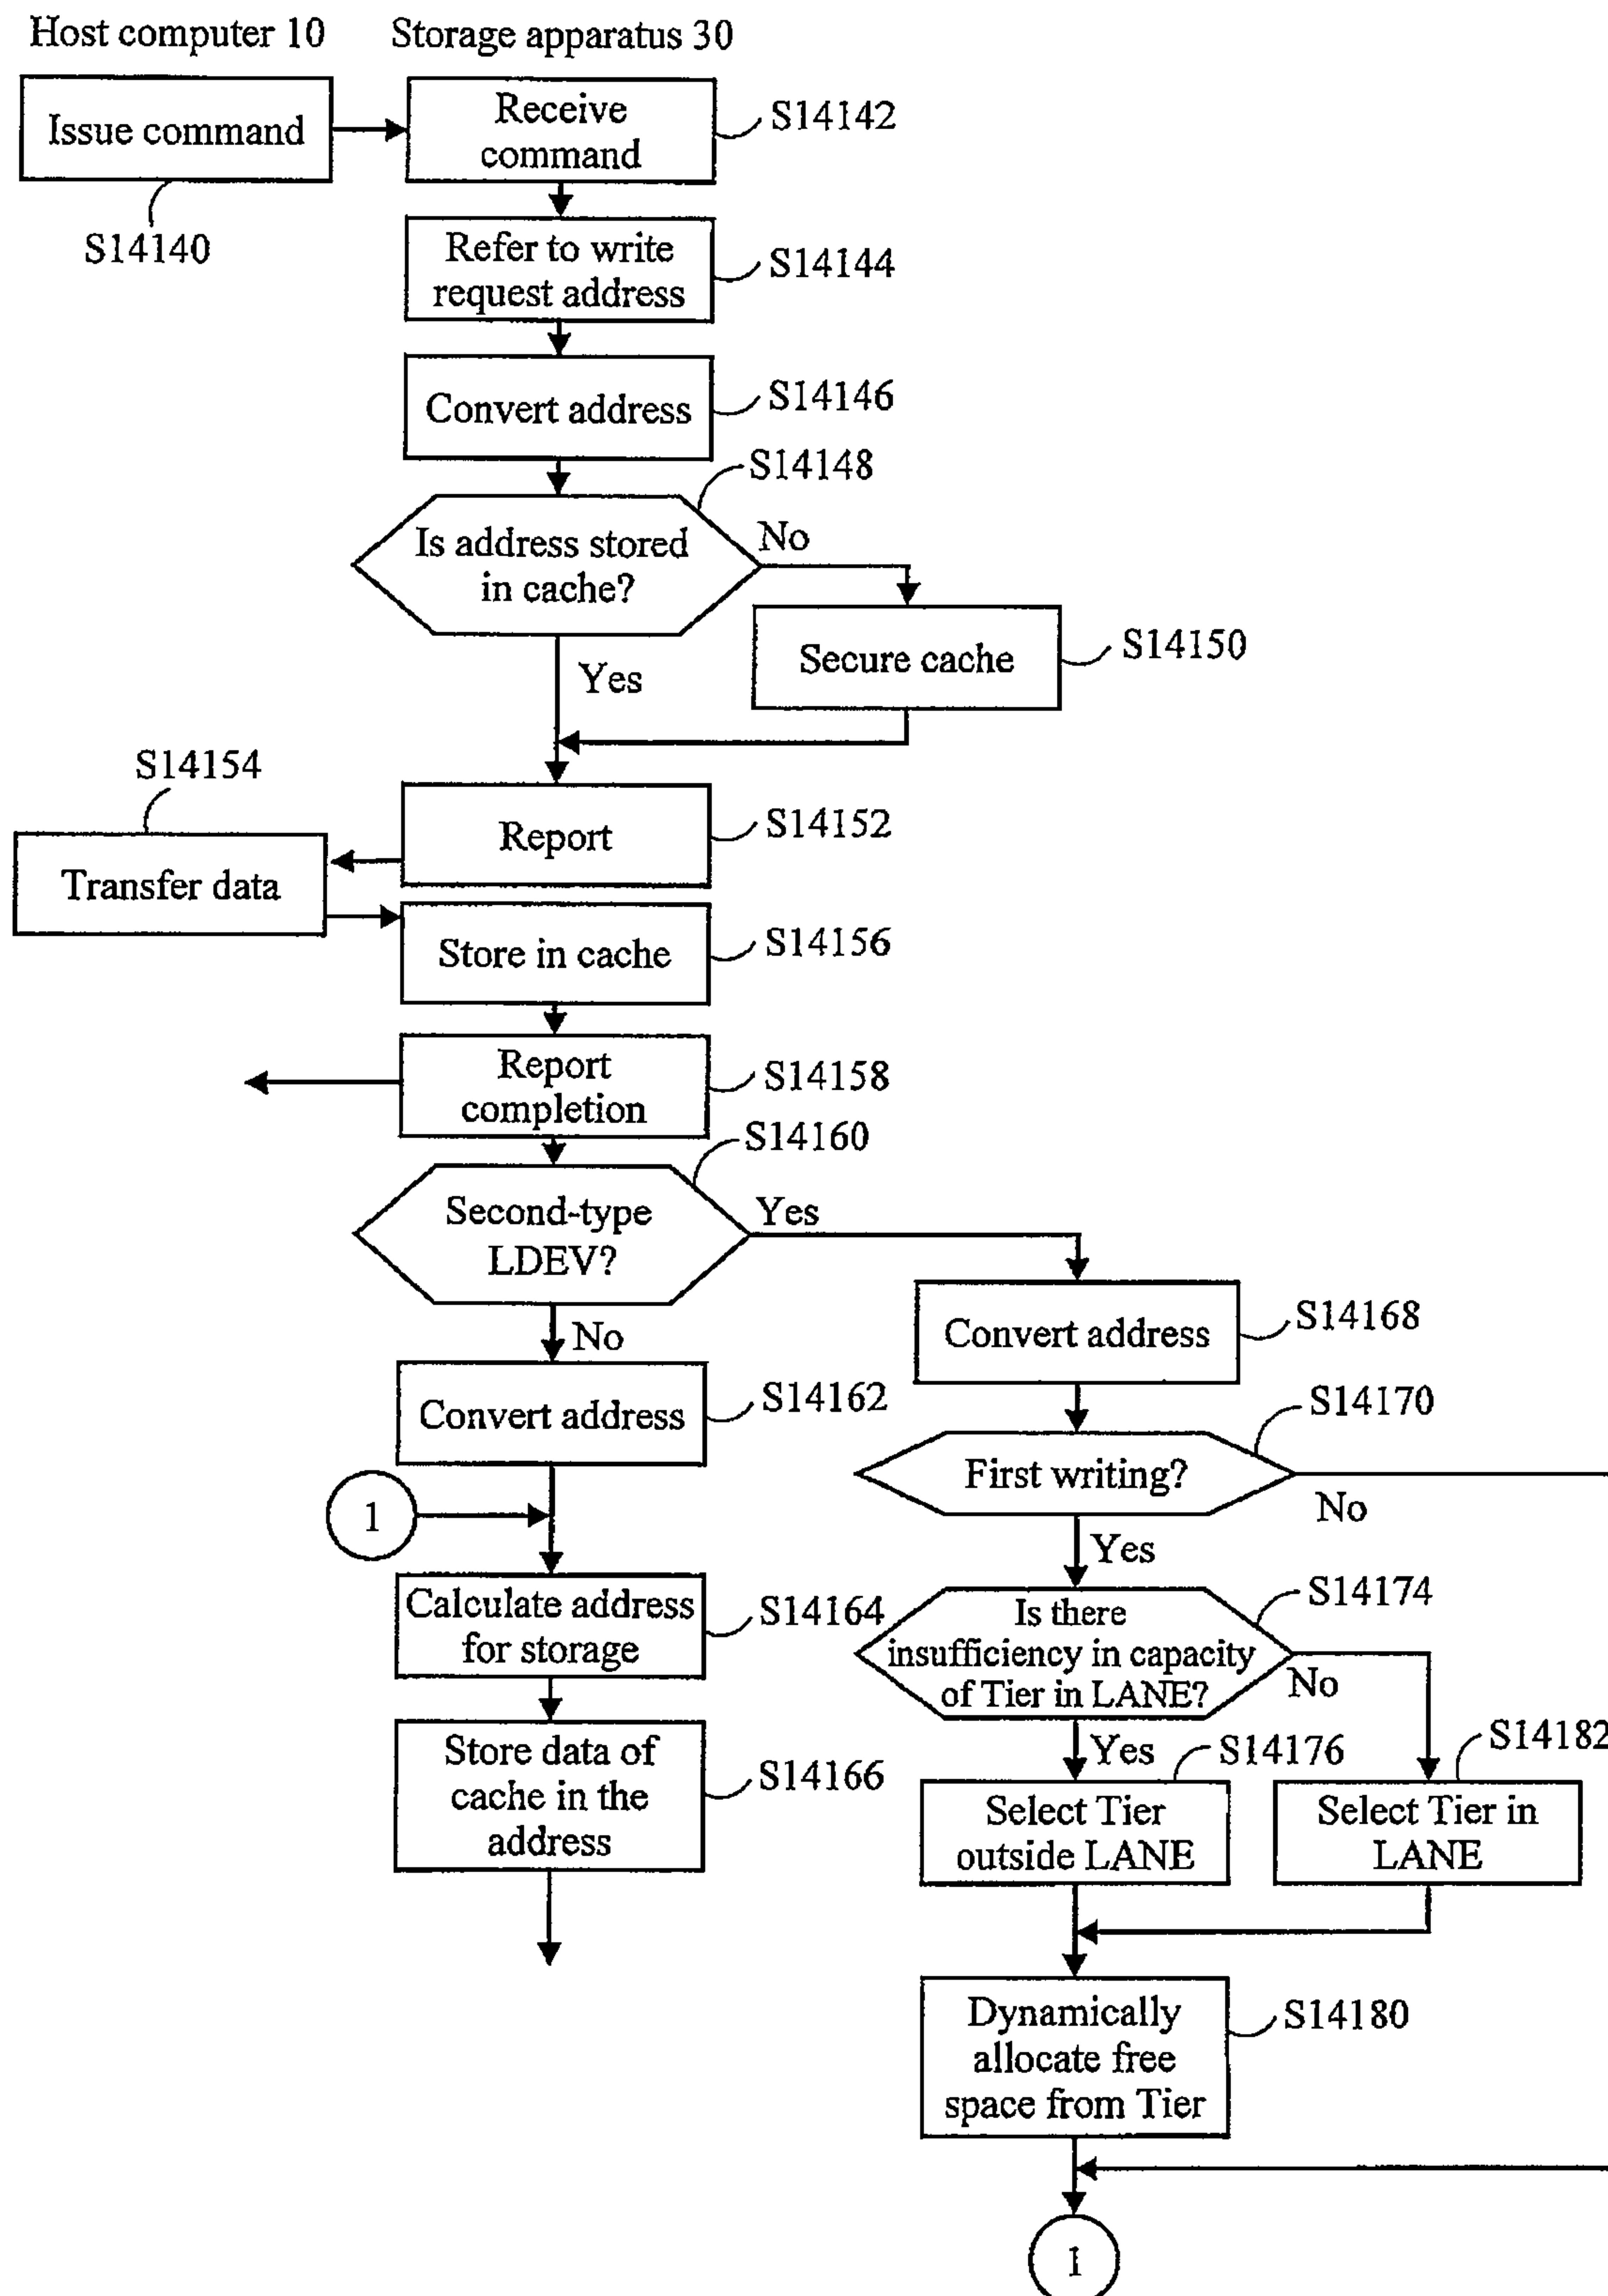 Host computer 10
Storage apparatus 30
Issue command
S14140
Receive
command
S14142
Refer to write
request address
S14144
Convert address
S14146
Is address stored
in cache?
S14148
No
Yes
Secure cache
S14150
Report
S14152
S14154
Transfer data
Store in cache
S14156
Report
completion
S14158
Second-type
LDEV?
S14160
Yes
No
Convert address
S14162
1
Calculate address
for storage
S14164
Store data of
cache in the
address
S14166
Convert address
S14168
First writing?
S14170
No
Yes
Is there
insufficiency in capacity
of Tier in LANE?
S14174
No
Yes
Select Tier
outside LANE
S14176
Select Tier in
LANE
S14182
Dynamically
allocate free
space from Tier
S14180
1